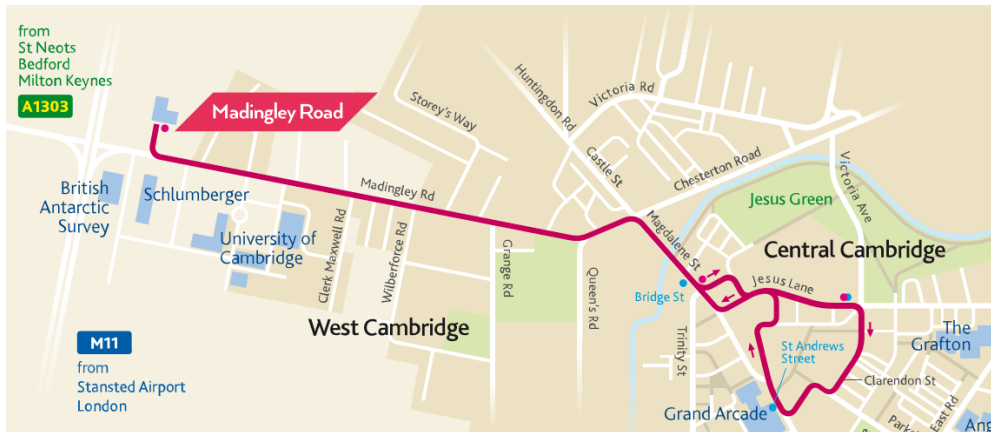 from
St Neots
Bedford
Milton Keynes
A1303
Madingley Road
Storey's Way
Huntingdon Rd
Victoria Rd
Castle St
Chesterton Road
Victoria Ave
British
Antarctic
Survey
Schlumberger
University of
Cambridge
Madingley Rd
Clerk Maxwell Rd
Wilberforce Rd
Grange Rd
Queen's Rd
Magdalene St
Jesus Green
Central Cambridge
Jesus Lane
Bridge St
Trinity St
West Cambridge
M11
from
Stansted Airport
London
St Andrews
Street
The
Grafton
Clarendon St
East Rd
Grand Arcade